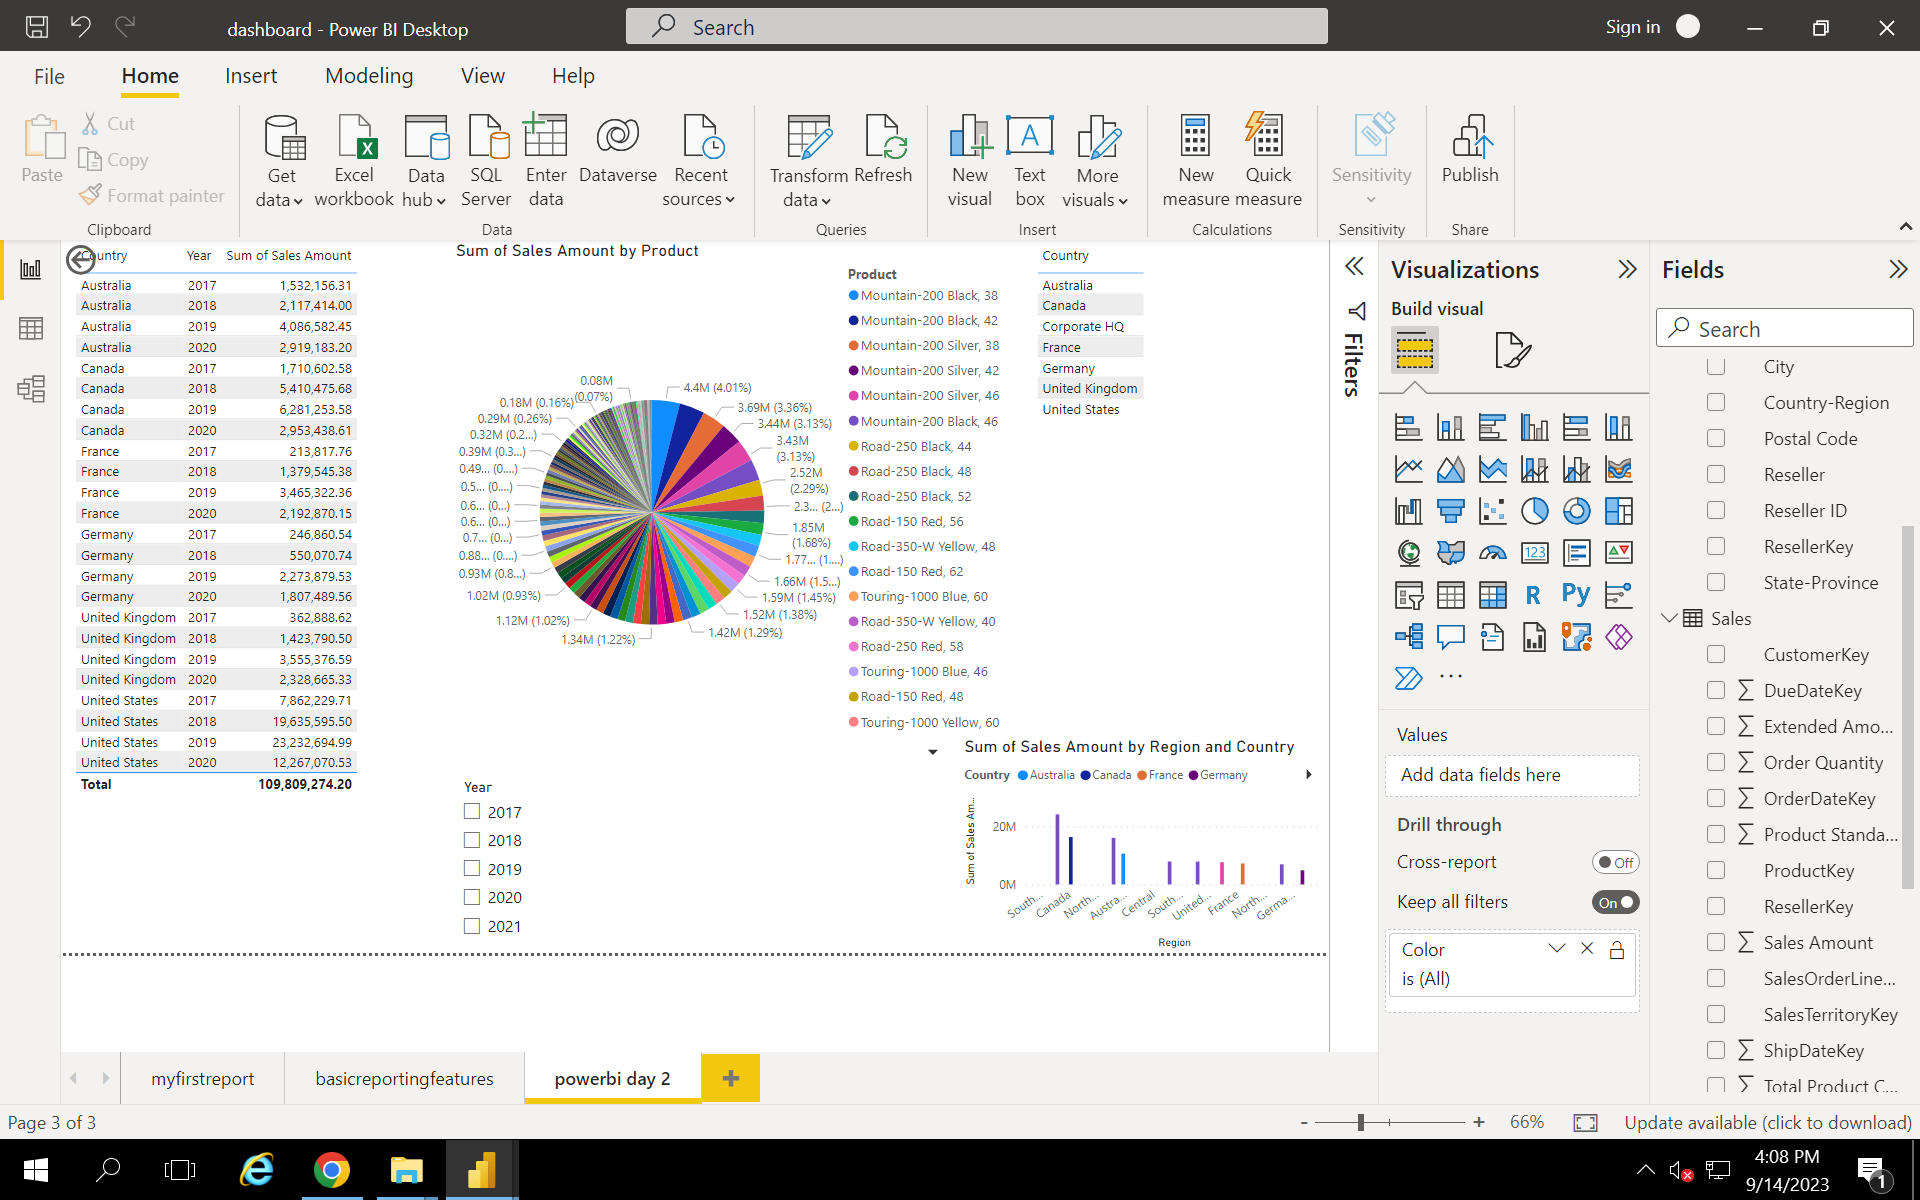 dashboard - Power BI Desktop
Search
Sign in
File
Home
Insert
Modeling
View
Help
Paste
Cut
Copy
Format painter
Clipboard
Get data
Excel workbook
Data hub
SQL Server
Enter data
Dataverse
Recent sources
Data
Transform data
Refresh
Queries
New visual
Text box
More visuals
Insert
New measure
Quick measure
Calculations
Sensitivity
Sensitivity
Publish
Share
Country Year Sum of Sales Amount
Australia 2017 1,532,156.31
Australia 2018 2,117,414.00
Australia 2019 4,086,582.45
Australia 2020 2,919,183.20
Canada 2017 1,710,602.58
Canada 2018 5,410,475.68
Canada 2019 6,281,253.58
Canada 2020 2,953,438.61
France 2017 213,817.76
France 2018 1,379,545.38
France 2019 3,465,322.36
France 2020 2,192,870.15
Germany 2017 246,860.54
Germany 2018 550,070.74
Germany 2019 2,273,879.53
Germany 2020 1,807,489.56
United Kingdom 2017 362,888.62
United Kingdom 2018 1,423,790.50
United Kingdom 2019 3,555,376.59
United Kingdom 2020 2,328,665.33
United States 2017 7,862,229.71
United States 2018 19,635,595.50
United States 2019 23,232,694.99
United States 2020 12,267,070.53
Total 109,809,274.20
Sum of Sales Amount by Product
4.4M (4.01%)
3.69M (3.36%)
3.44M (3.13%)
3.43M (3.13%)
2.52M (2.29%)
2.3... (2...)
1.85M (1.68%)
1.77... (1....)
1.66M (1.5...)
1.59M (1.45%)
1.52M (1.38%)
1.42M (1.29%)
1.34M (1.22%)
1.12M (1.02%)
1.02M (0.93%)
0.93M (0.8...)
0.88... (0....)
0.7... (0...)
0.6... (0...)
0.6... (0...)
0.5... (0....)
0.49... (0....)
0.39M (0.3...)
0.32M (0.2...)
0.29M (0.26%)
0.18M (0.16%)
0.08M (0.07%)
Product
Mountain-200 Black, 38
Mountain-200 Black, 42
Mountain-200 Silver, 38
Mountain-200 Silver, 42
Mountain-200 Silver, 46
Mountain-200 Black, 46
Road-250 Black, 44
Road-250 Black, 48
Road-250 Black, 52
Road-150 Red, 56
Road-350-W Yellow, 48
Road-150 Red, 62
Touring-1000 Blue, 60
Road-350-W Yellow, 40
Road-250 Red, 58
Touring-1000 Blue, 46
Road-150 Red, 48
Touring-1000 Yellow, 60
Country
Australia
Canada
Corporate HQ
France
Germany
United Kingdom
United States
Year
2017
2018
2019
2020
2021
Sum of Sales Amount by Region and Country
Country Australia Canada France Germany
Sum of Sales Am...
20M
0M
South...
Canada
North...
Austra...
Central
South...
United...
France
North...
Germa...
Region
Filters
Visualizations
Build visual
123
R
Py
...
Values
Add data fields here
Drill through
Cross-report
Off
Keep all filters
On
Color
is (All)
Fields
Search
City
Country-Region
Postal Code
Reseller
Reseller ID
ResellerKey
State-Province
Sales
CustomerKey
DueDateKey
Extended Amo...
Order Quantity
OrderDateKey
Product Standa...
ProductKey
ResellerKey
Sales Amount
SalesOrderLine...
SalesTerritoryKey
ShipDateKey
Total Product C...
myfirstreport
basicreportingfeatures
powerbi day 2
Page 3 of 3
- + 66%
Update available (click to download)
4:08 PM
9/14/2023
1